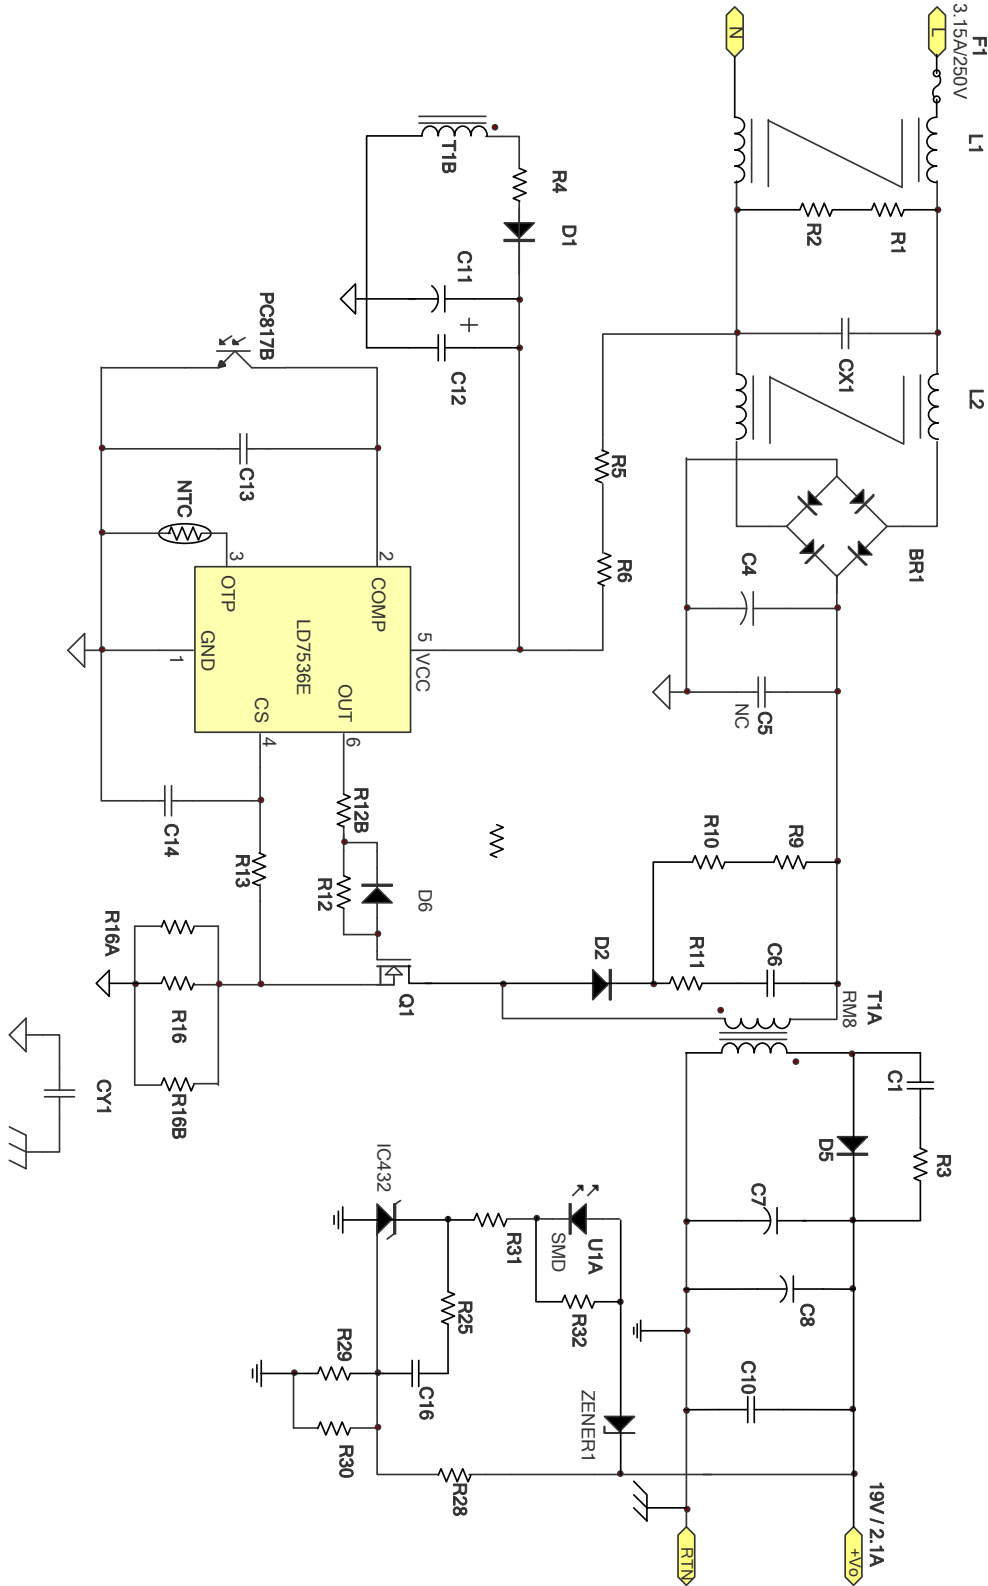 F1
3.15A/250V
L
N
L1
R1
R2
CX1
L2
BR1
C4
C5
NC
R9
R10
C6
R11
D2
T1A
RM8
C1
R3
D5
C7
C8
C10
19V / 2.1A
+Vo
RTN
T1B
R4
D1
C11
+
C12
R5
R6
PC817B
C13
NTC
3
2
OTP
COMP
LD7536E
5
VCC
GND
1
CS
OUT
4
6
C14
R13
R12B
R12
D6
Q1
R16A
R16
R16B
CY1
IC432
U1A
SMD
R31
R32
R25
ZENER1
C16
R29
R30
R28